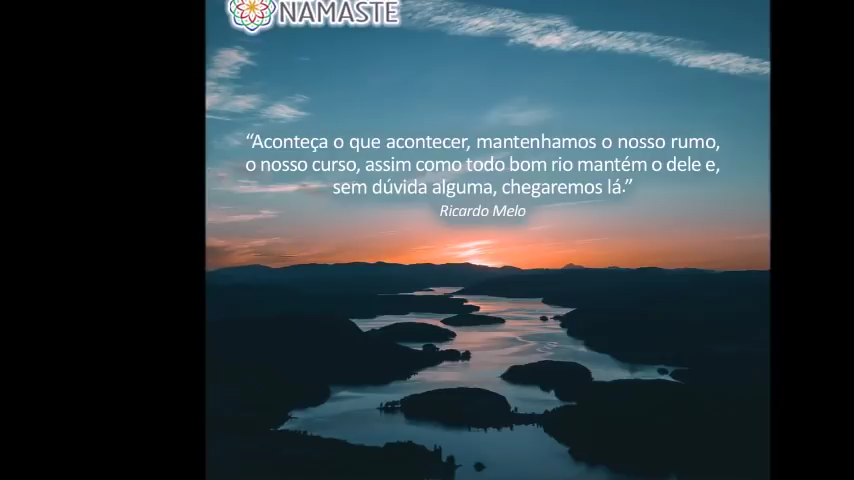 NAMASTE
“Aconteça o que acontecer, mantenhamos o nosso rumo,
o nosso curso, assim como todo bom rio mantém o dele e,
sem dúvida alguma, chegaremos lá.”
Ricardo Melo